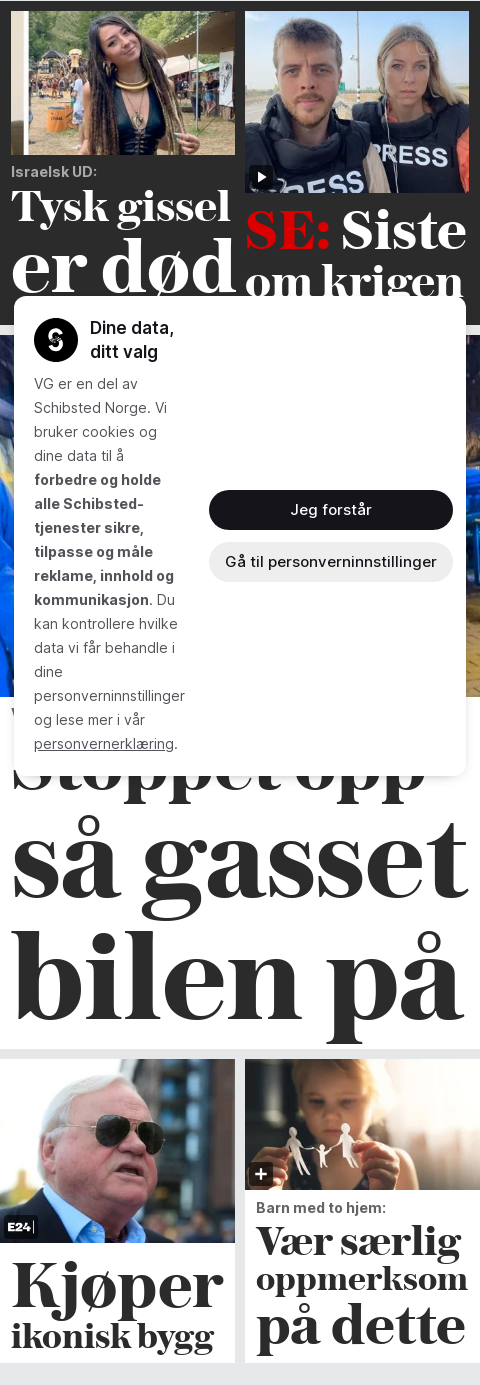 Israelsk UD:
Tysk gissel
er død
PRESS
PRESS
SE: Siste
om krigen
Dine data,
ditt valg
VG er en del av
Schibsted Norge. Vi
bruker cookies og
dine data til å
forbedre og holde
alle Schibsted-
tjenester sikre,
tilpasse og måle
reklame, innhold og
kommunikasjon. Du
kan kontrollere hvilke
data vi får behandle i
dine
personverninnstillinger
og lese mer i vår
personvernerklæring.
Jeg forstår
Gå til personverninnstillinger
Stoppet opp
så gasset
bilen på
E24
Kjøper
ikonisk bygg
Barn med to hjem:
Vær særlig
oppmerksom
på dette